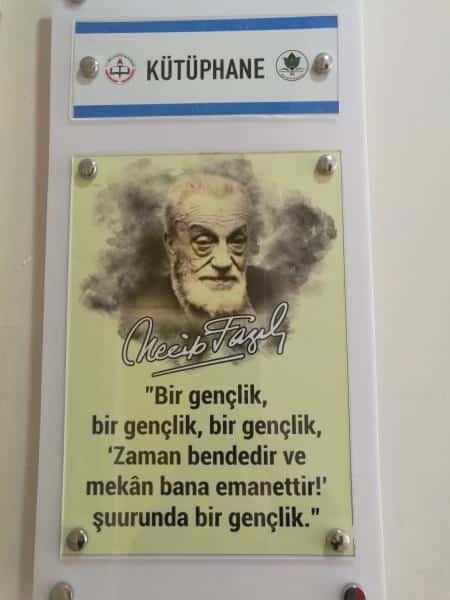 KÜTÜPHANE
Necip Fazıl
"Bir gençlik,
bir gençlik, bir gençlik,
‘Zaman bendedir ve
mekân bana emanettir!’
şuurunda bir gençlik."